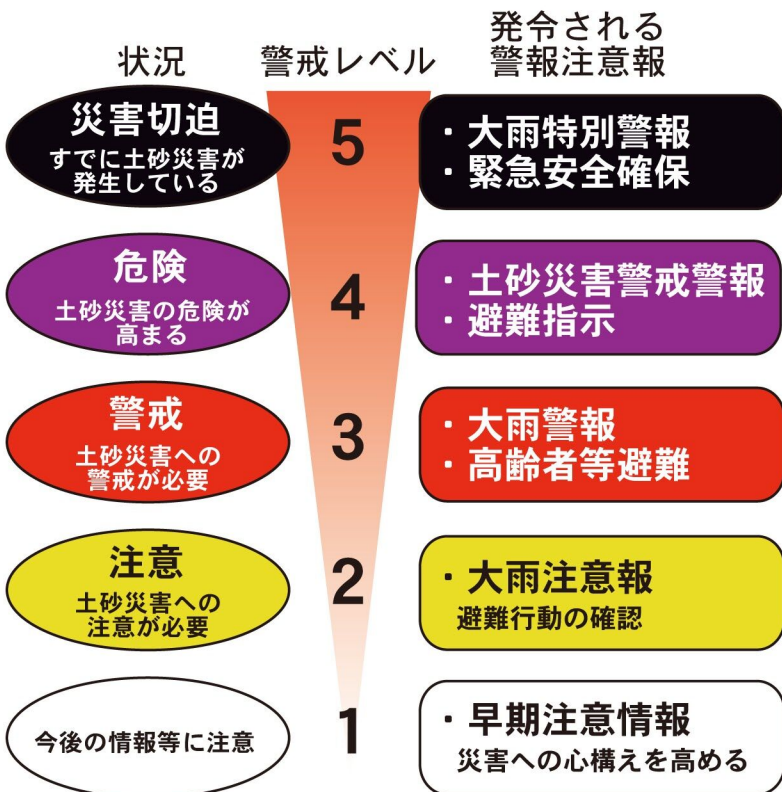 状況
警戒レベル
発令される
警報注意報
災害切迫
すでに土砂災害が
発生している
5
・大雨特別警報
・緊急安全確保
危険
土砂災害の危険が
高まる
4
・土砂災害警戒警報
・避難指示
警戒
土砂災害への
警戒が必要
3
・大雨警報
・高齢者等避難
注意
土砂災害への
注意が必要
2
・大雨注意報
避難行動の確認
今後の情報等に注意
1
・早期注意情報
災害への心構えを高める